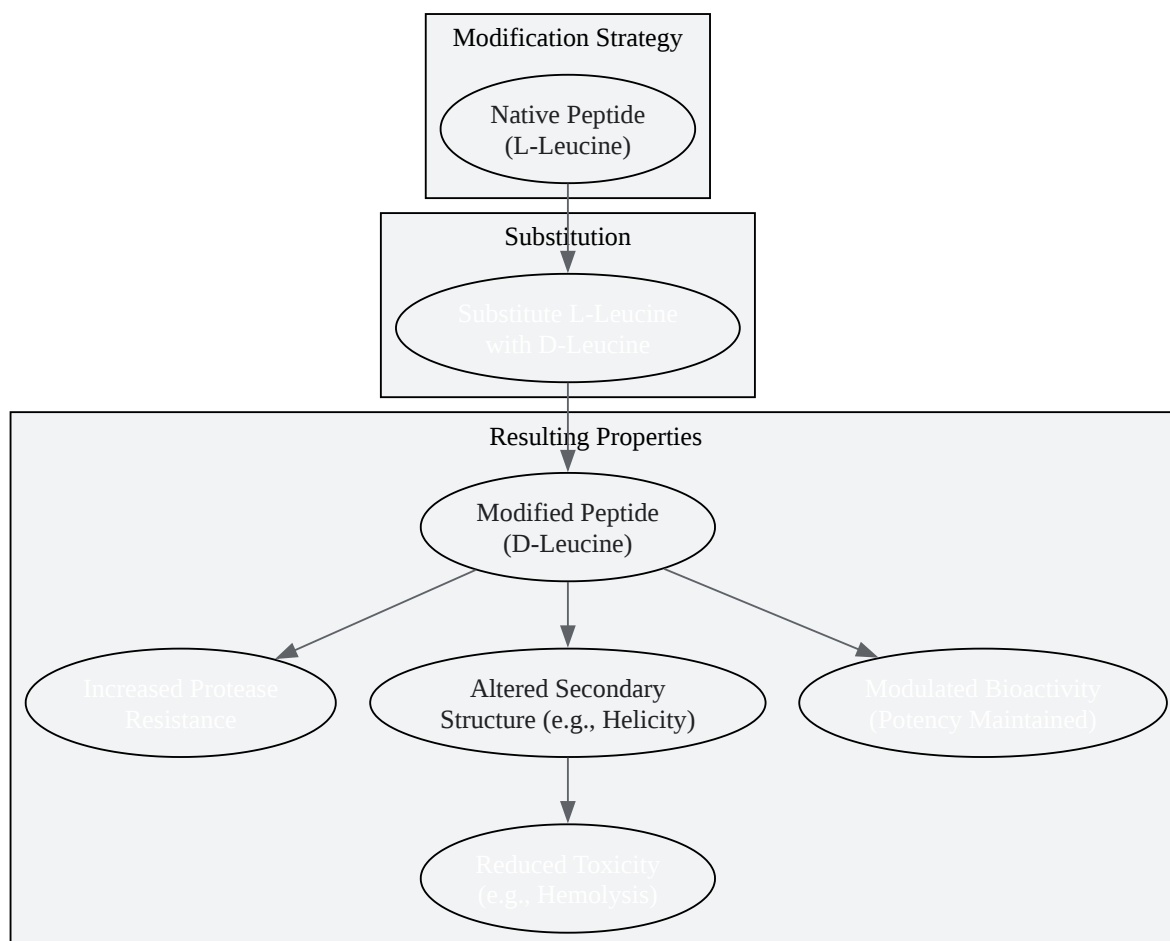 Modification Strategy
Native Peptide
(L-Leucine)
Substitution
Substitute L-Leucine
with D-Leucine
Resulting Properties
Modified Peptide
(D-Leucine)
Increased Protease
Resistance
Altered Secondary
Structure (e.g., Helicity)
Modulated Bioactivity
(Potency Maintained)
Reduced Toxicity
(e.g., Hemolysis)